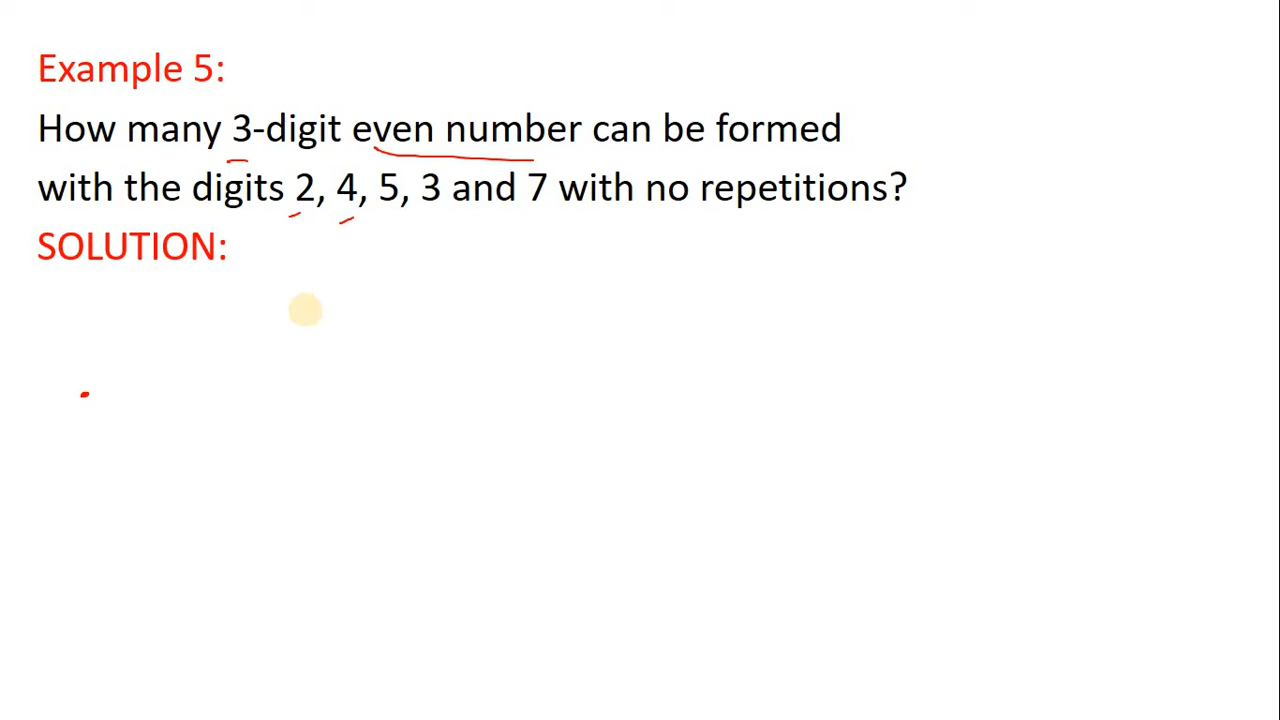 Example 5:
How many 3-digit even number can be formed
with the digits 2, 4, 5, 3 and 7 with no repetitions?
SOLUTION: